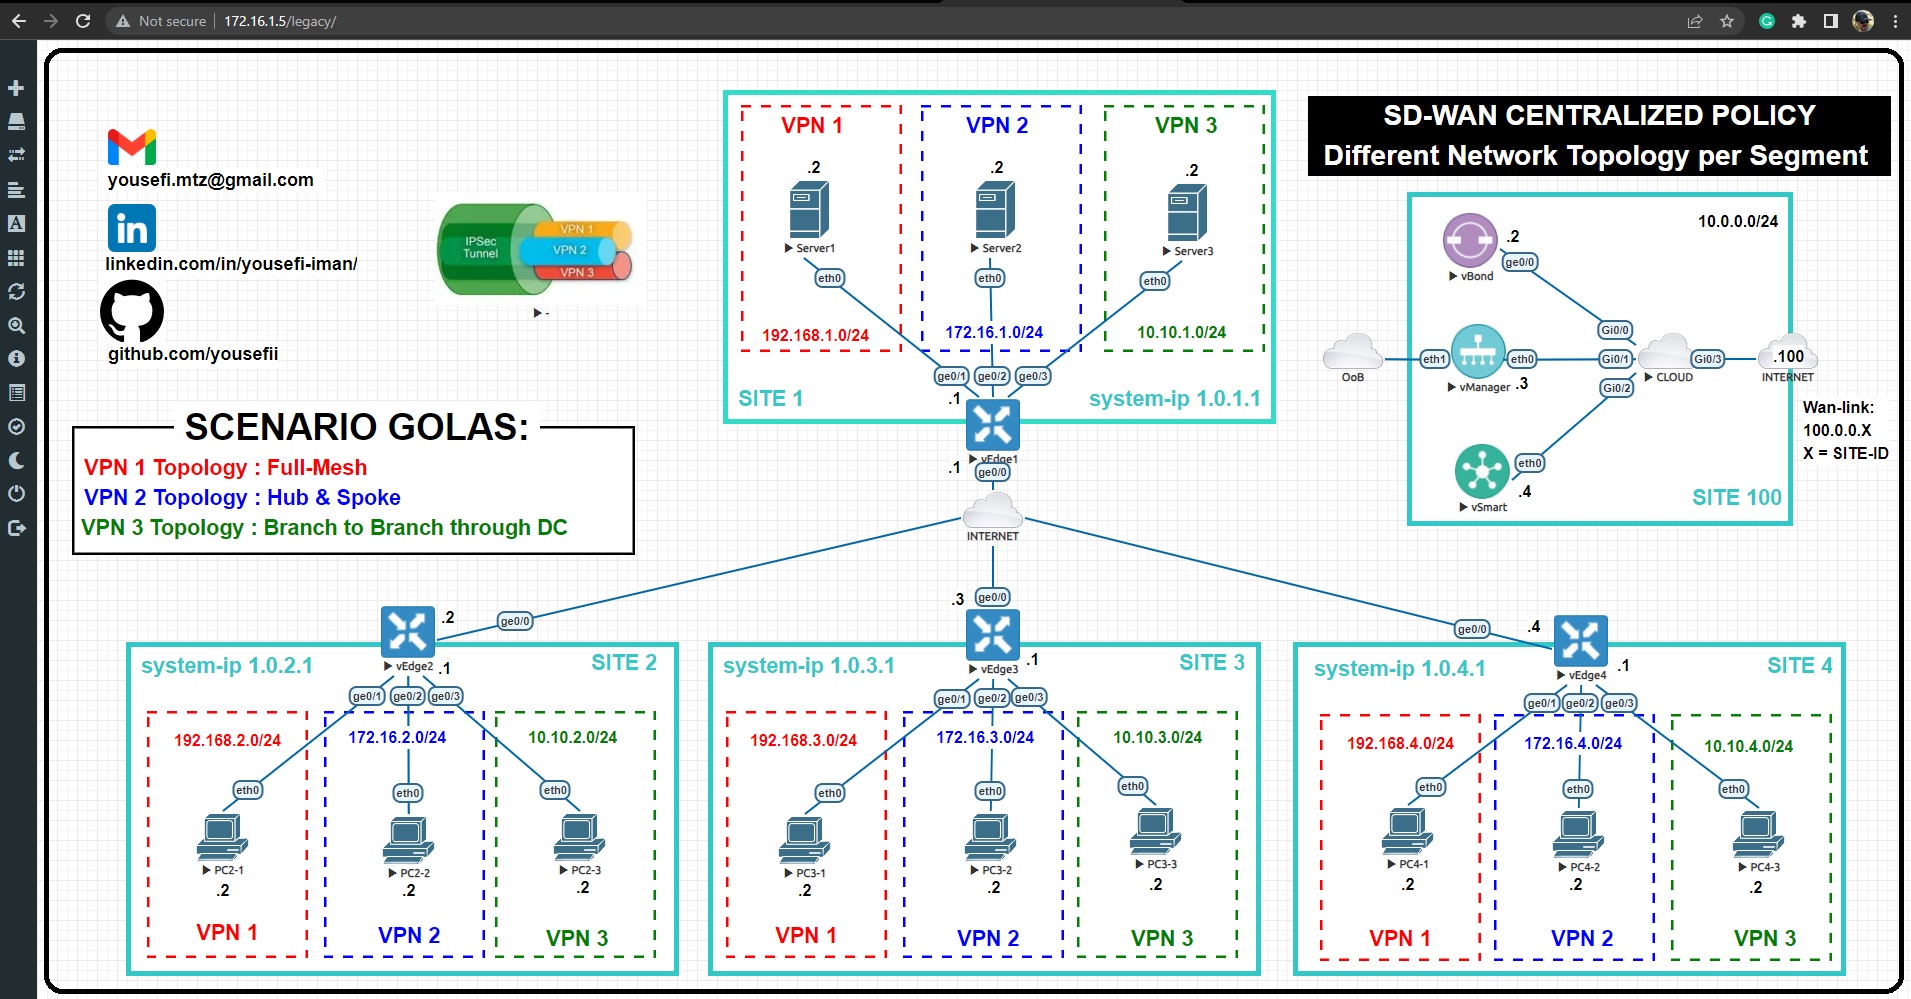 Not secure
172.16.1.5/legacy/
yousefi.mtz@gmail.com
linkedin.com/in/yousefi-iman/
github.com/yousefii
IPSec
Tunnel
VPN 1
VPN 2
VPN 3
-
SCENARIO GOLAS:
VPN 1 Topology : Full-Mesh
VPN 2 Topology : Hub & Spoke
VPN 3 Topology : Branch to Branch through DC
SD-WAN CENTRALIZED POLICY
Different Network Topology per Segment
VPN 1
VPN 2
VPN 3
.2
.2
.2
Server1
Server2
Server3
eth0
eth0
eth0
192.168.1.0/24
172.16.1.0/24
10.10.1.0/24
ge0/1
ge0/2
ge0/3
SITE 1
.1
system-ip 1.0.1.1
vEdge1
.1
ge0/0
INTERNET
10.0.0.0/24
.2
ge0/0
vBond
Gi0/0
OoB
eth1
eth0
vManager
.3
Gi0/1
Gi0/2
CLOUD
Gi0/3
.100
INTERNET
eth0
.4
vSmart
SITE 100
Wan-link:
100.0.0.X
X = SITE-ID
.2
ge0/0
system-ip 1.0.2.1
vEdge2
.1
SITE 2
ge0/1
ge0/2
ge0/3
192.168.2.0/24
172.16.2.0/24
10.10.2.0/24
eth0
eth0
eth0
PC2-1
PC2-2
PC2-3
.2
.2
.2
VPN 1
VPN 2
VPN 3
.3
ge0/0
system-ip 1.0.3.1
vEdge3
.1
SITE 3
ge0/1
ge0/2
ge0/3
192.168.3.0/24
172.16.3.0/24
10.10.3.0/24
eth0
eth0
eth0
PC3-1
PC3-2
PC3-3
.2
.2
.2
VPN 1
VPN 2
VPN 3
ge0/0
.4
system-ip 1.0.4.1
vEdge4
.1
SITE 4
ge0/1
ge0/2
ge0/3
192.168.4.0/24
172.16.4.0/24
10.10.4.0/24
eth0
eth0
eth0
PC4-1
PC4-2
PC4-3
.2
.2
.2
VPN 1
VPN 2
VPN 3